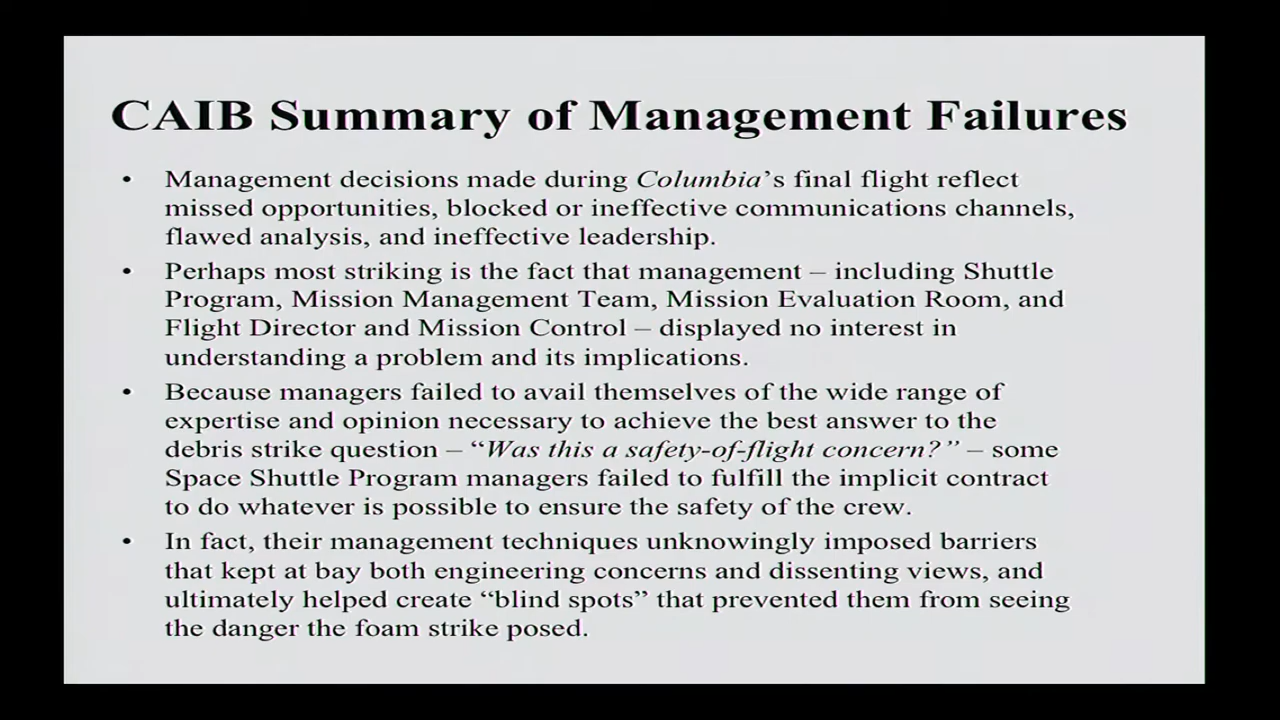 CAIB Summary of Management Failures
• Management decisions made during Columbia's final flight reflect
missed opportunities, blocked or ineffective communications channels,
flawed analysis, and ineffective leadership.
• Perhaps most striking is the fact that management – including Shuttle
Program, Mission Management Team, Mission Evaluation Room, and
Flight Director and Mission Control – displayed no interest in
understanding a problem and its implications.
• Because managers failed to avail themselves of the wide range of
expertise and opinion necessary to achieve the best answer to the
debris strike question – “Was this a safety-of-flight concern?” – some
Space Shuttle Program managers failed to fulfill the implicit contract
to do whatever is possible to ensure the safety of the crew.
• In fact, their management techniques unknowingly imposed barriers
that kept at bay both engineering concerns and dissenting views, and
ultimately helped create “blind spots” that prevented them from seeing
the danger the foam strike posed.